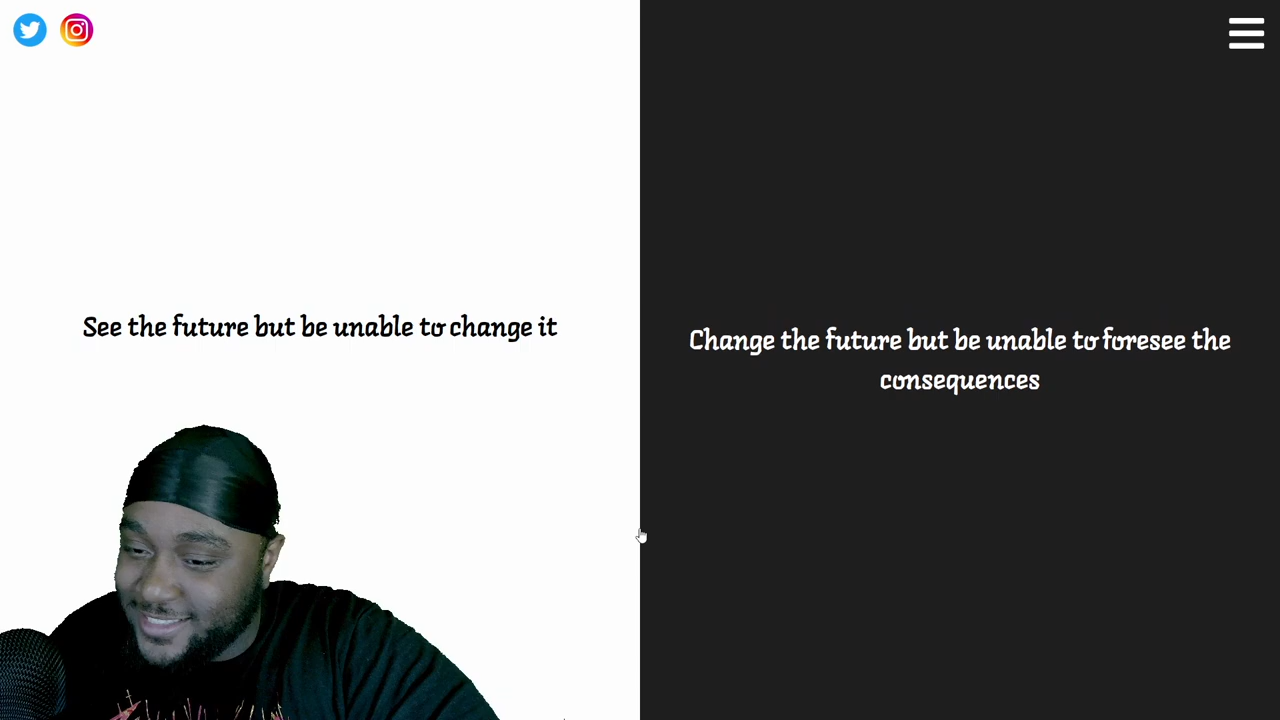 See the future but be unable to change it
Change the future but be unable to foresee the
consequences